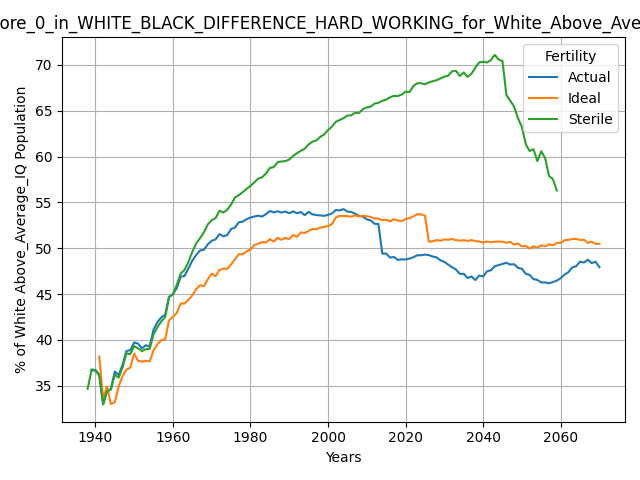 ore_0_in_WHITE_BLACK_DIFFERENCE_HARD_WORKING_for_White_Above_Ave
Fertility
Actual
Ideal
Sterile
% of White Above_Average_IQ Population
70
65
60
55
50
45
40
35
1940 1960 1980 2000 2020 2040 2060
Years